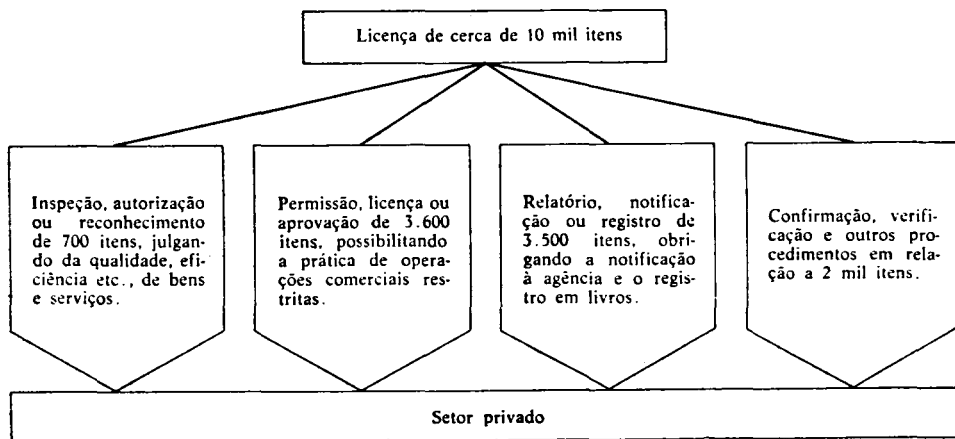 Licença de cerca de 10 mil itens
Inspeção, autorização
ou reconhecimento
de 700 itens, julgan-
do da qualidade, efi-
ciência etc., de bens
e serviços.
Permissão, licença ou
aprovação de 3.600
itens, possibilitando
a prática de opera-
ções comerciais res-
tritas.
Relatório, notifica-
ção ou registro de
3.500 itens, obri-
gando a notificação
à agência e o regis-
tro em livros.
Confirmação, verifi-
cação e outros pro-
cedimentos em rela-
ção a 2 mil itens.
Setor privado